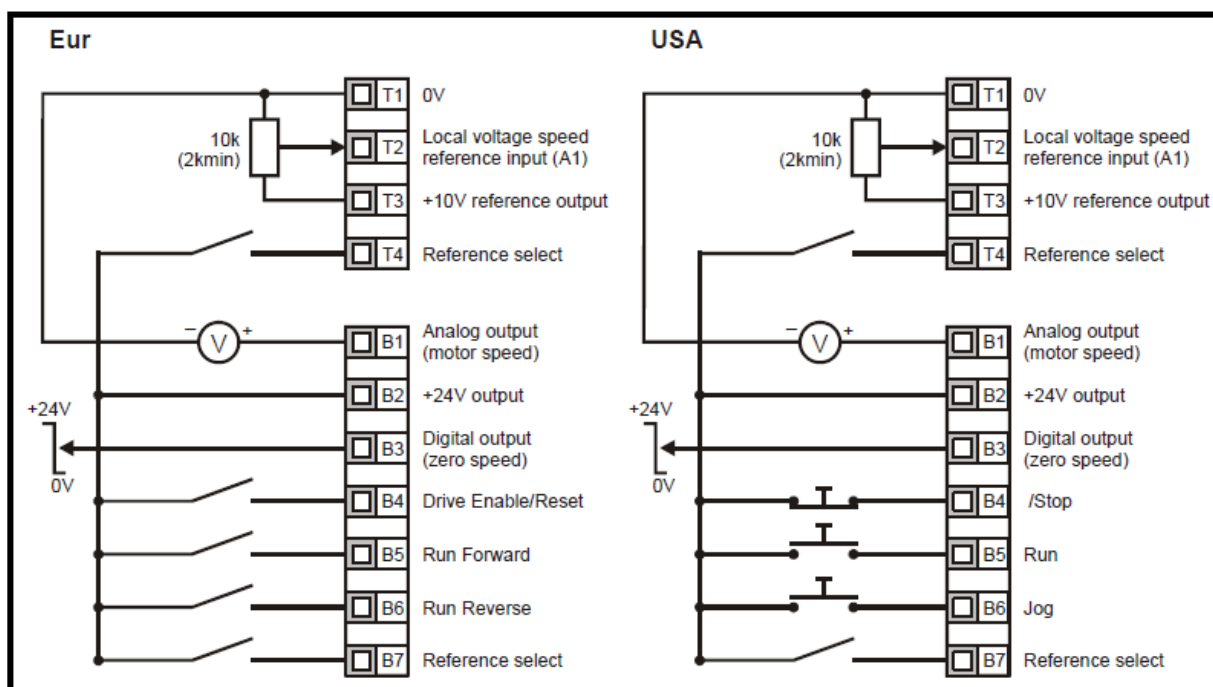 Eur
T1 0V
10k
(2kmin)
T2 Local voltage speed
reference input (A1)
T3 +10V reference output
T4 Reference select
– V +
B1 Analog output
(motor speed)
B2 +24V output
+24V
0V
B3 Digital output
(zero speed)
B4 Drive Enable/Reset
B5 Run Forward
B6 Run Reverse
B7 Reference select
USA
T1 0V
10k
(2kmin)
T2 Local voltage speed
reference input (A1)
T3 +10V reference output
T4 Reference select
– V +
B1 Analog output
(motor speed)
B2 +24V output
+24V
0V
B3 Digital output
(zero speed)
B4 /Stop
B5 Run
B6 Jog
B7 Reference select